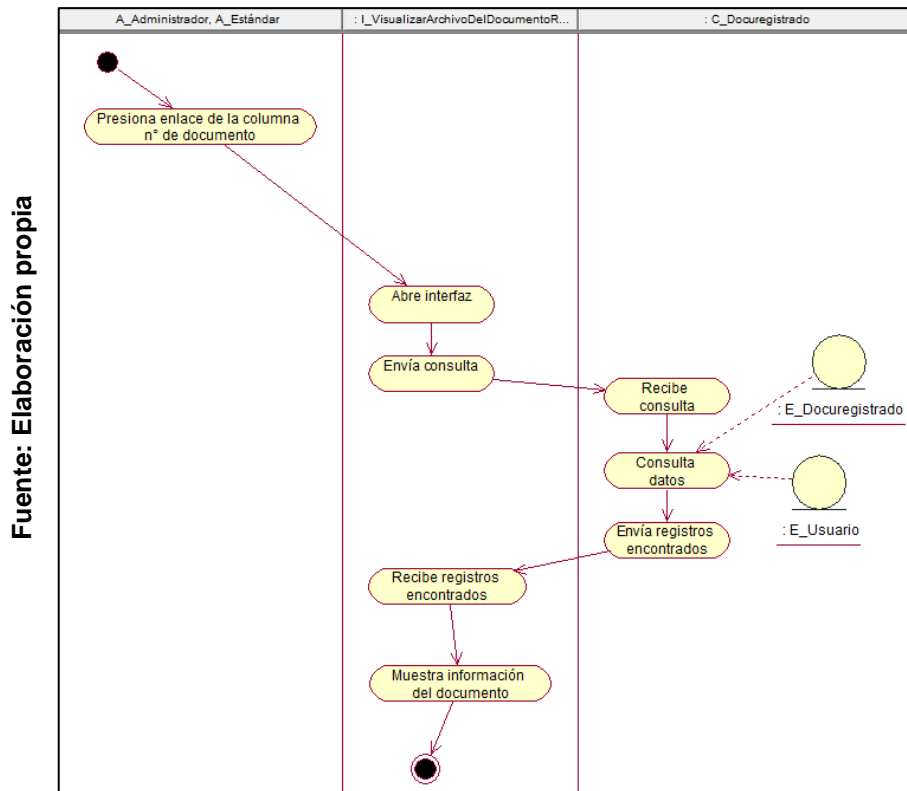 A_Administrador, A_Estándar
: I_VisualizarArchivoDelDocumentoR...
: C_Docuregistrado
Presiona enlace de la columna
n° de documento
Abre interfaz
Envía consulta
Recibe
consulta
: E_Docuregistrado
Consulta
datos
: E_Usuario
Envía registros
encontrados
Recibe registros
encontrados
Muestra información
del documento
Fuente: Elaboración propia